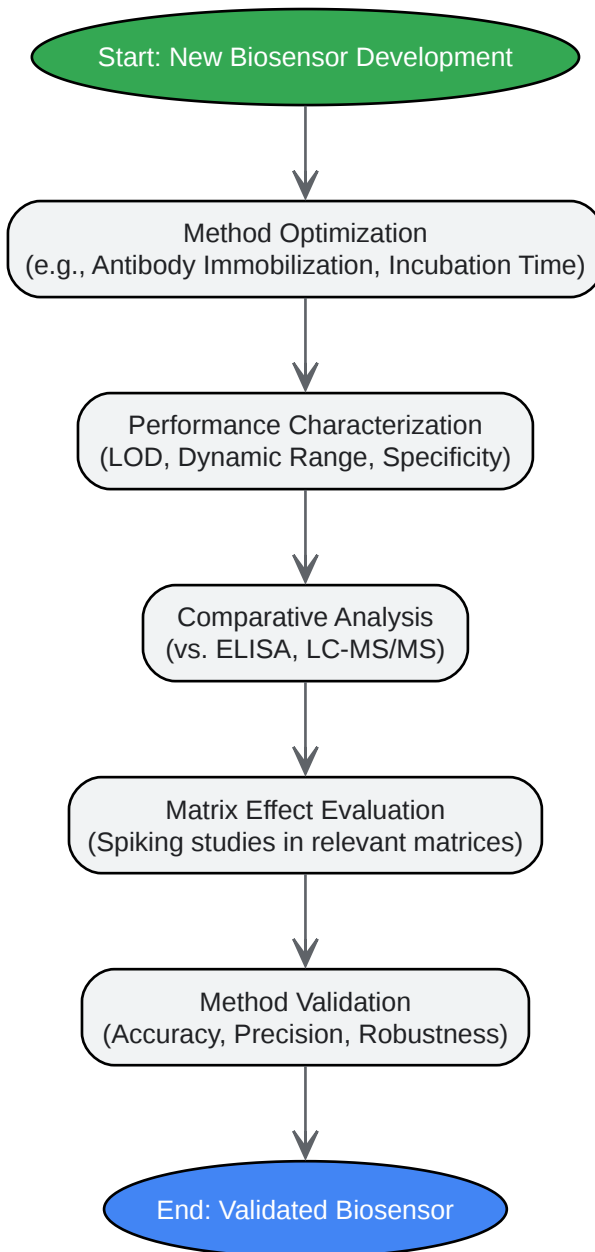 Start: New Biosensor Development
Method Optimization
(e.g., Antibody Immobilization, Incubation Time)
Performance Characterization
(LOD, Dynamic Range, Specificity)
Comparative Analysis
(vs. ELISA, LC-MS/MS)
Matrix Effect Evaluation
(Spiking studies in relevant matrices)
Method Validation
(Accuracy, Precision, Robustness)
End: Validated Biosensor